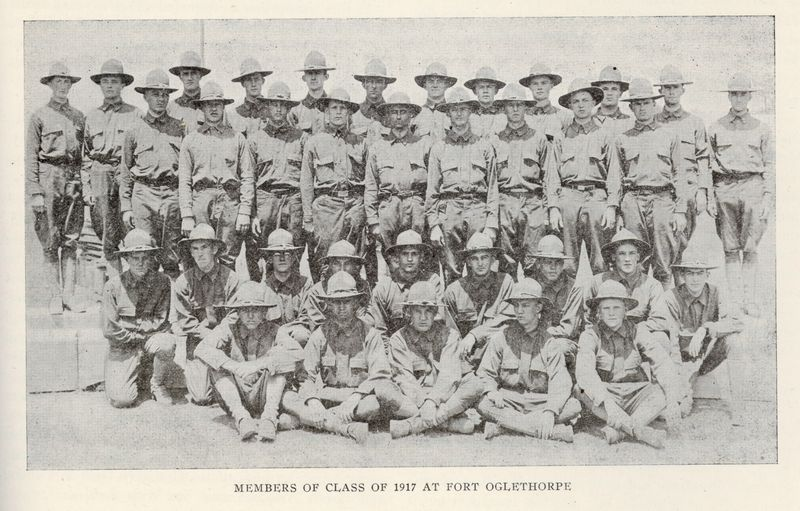 MEMBERS OF CLASS OF 1917 AT FORT OGLETHORPE